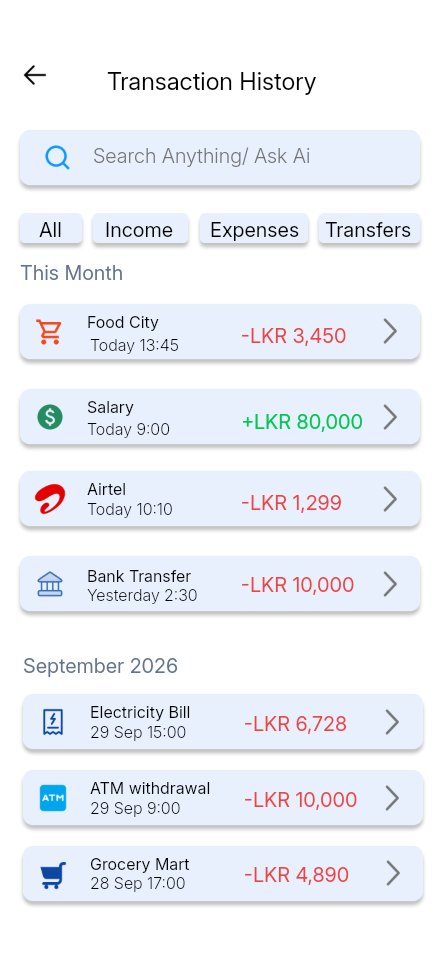 Transaction History
Search Anything/ Ask Ai
All Income Expenses Transfers
This Month
Food City
Today 13:45
-LKR 3,450
Salary
Today 9:00
+LKR 80,000
Airtel
Today 10:10
-LKR 1,299
Bank Transfer
Yesterday 2:30
-LKR 10,000
September 2026
Electricity Bill
29 Sep 15:00
-LKR 6,728
ATM
ATM withdrawal
29 Sep 9:00
-LKR 10,000
Grocery Mart
28 Sep 17:00
-LKR 4,890